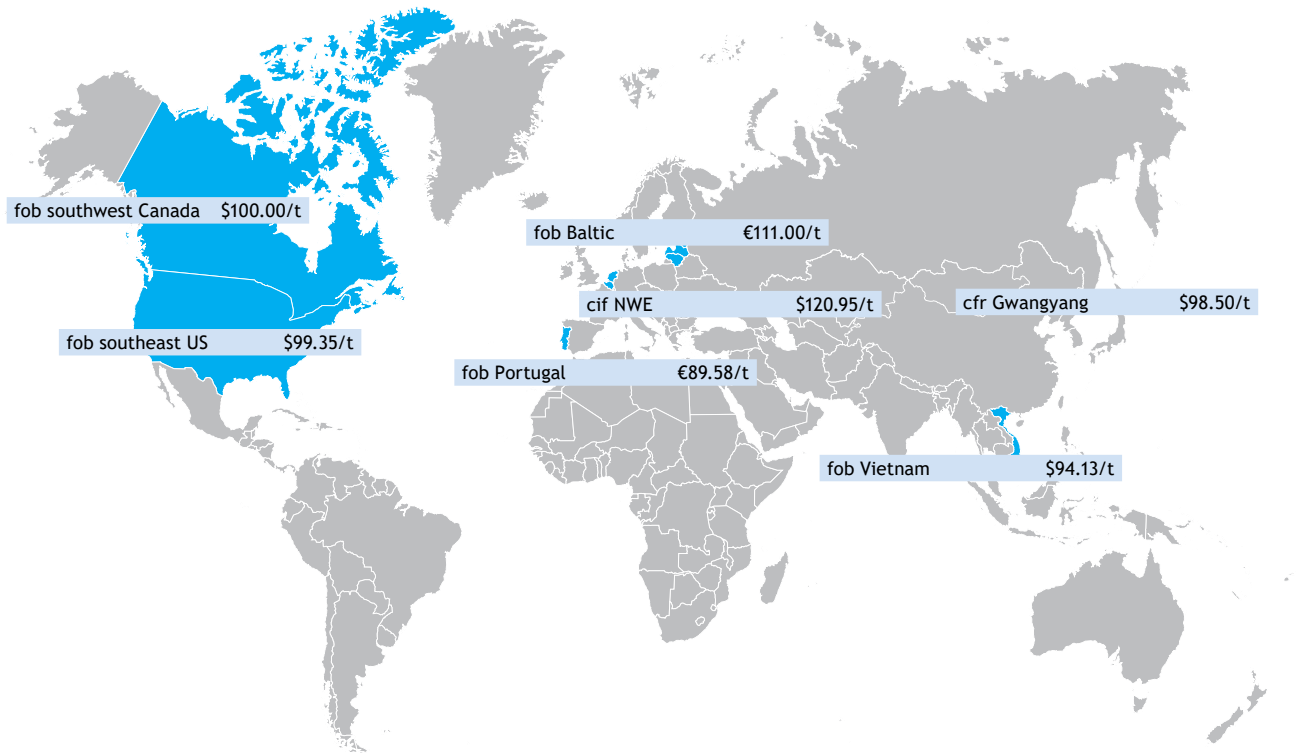 fob southwest Canada $100.00/t
fob Baltic €111.00/t
cif NWE $120.95/t
cfr Gwangyang $98.50/t
fob southeast US $99.35/t
fob Portugal €89.58/t
fob Vietnam $94.13/t